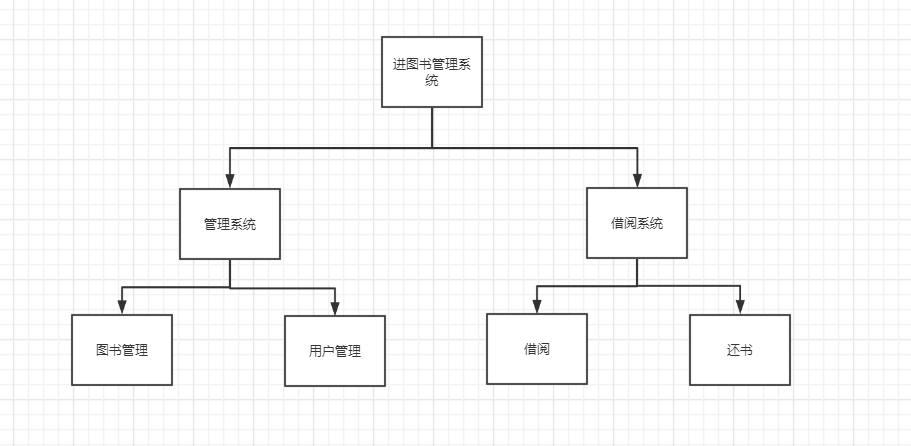 进图书管理系
统
管理系统
借阅系统
图书管理
用户管理
借阅
还书